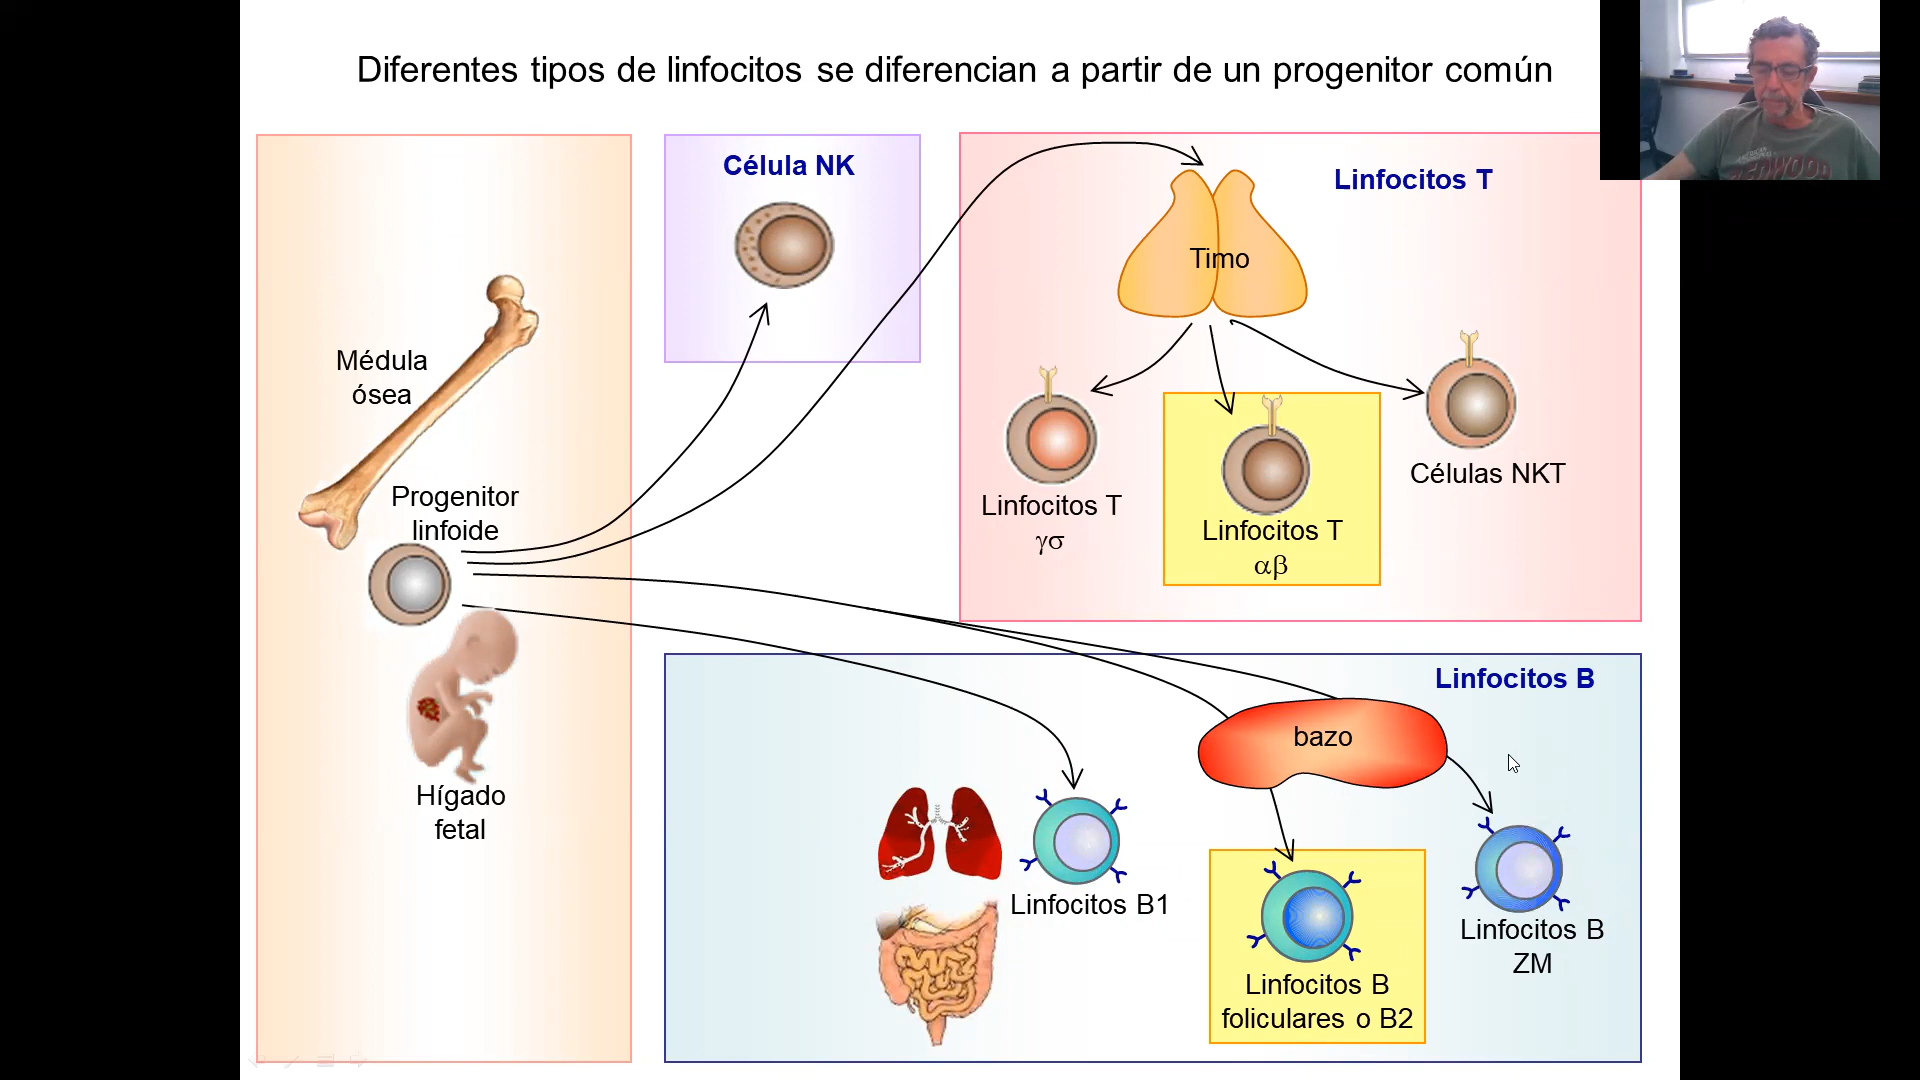 Diferentes tipos de linfocitos se diferencian a partir de un progenitor común
Médula
ósea
Progenitor
linfoide
Hígado
fetal
Célula NK
Linfocitos T
Timo
Linfocitos T
γσ
Linfocitos T
αβ
Células NKT
Linfocitos B
bazo
Linfocitos B1
Linfocitos B
foliculares o B2
Linfocitos B
ZM